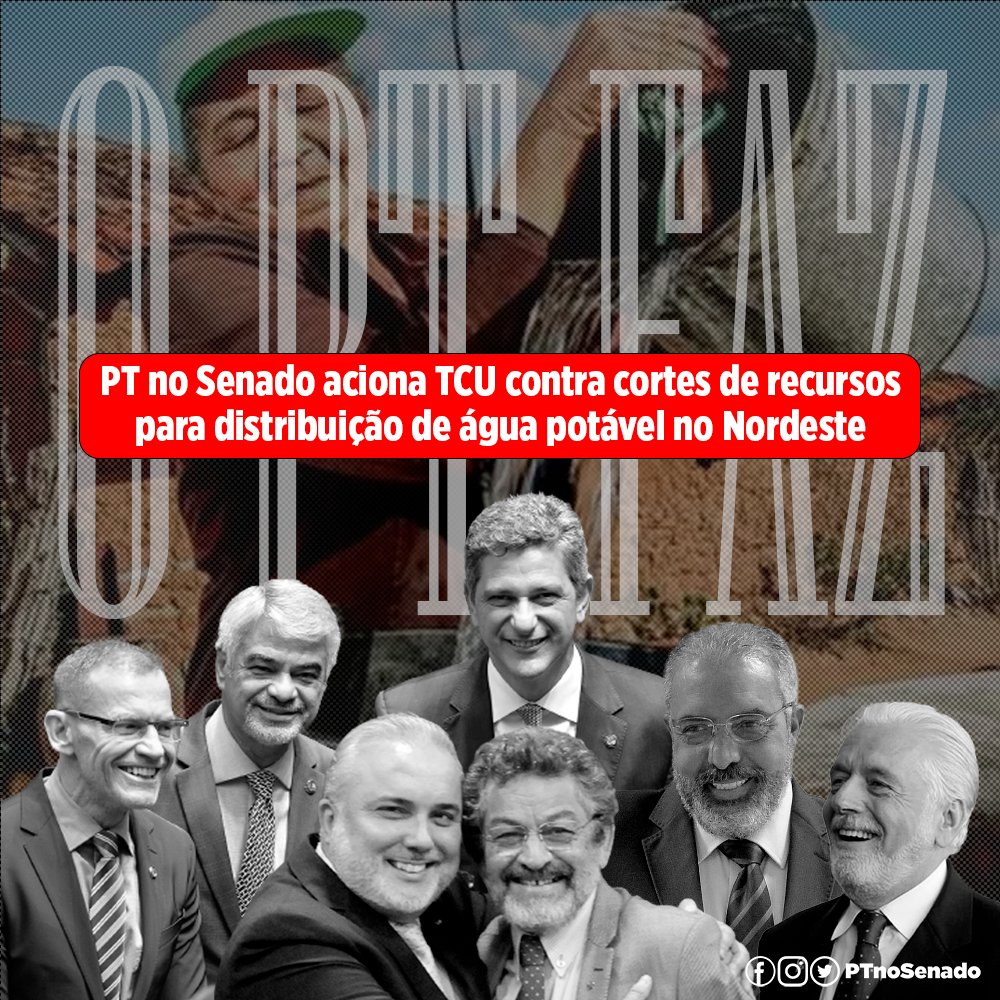 O PT FAZ
PT no Senado aciona TCU contra cortes de recursos
para distribuição de água potável no Nordeste
PTnoSenado